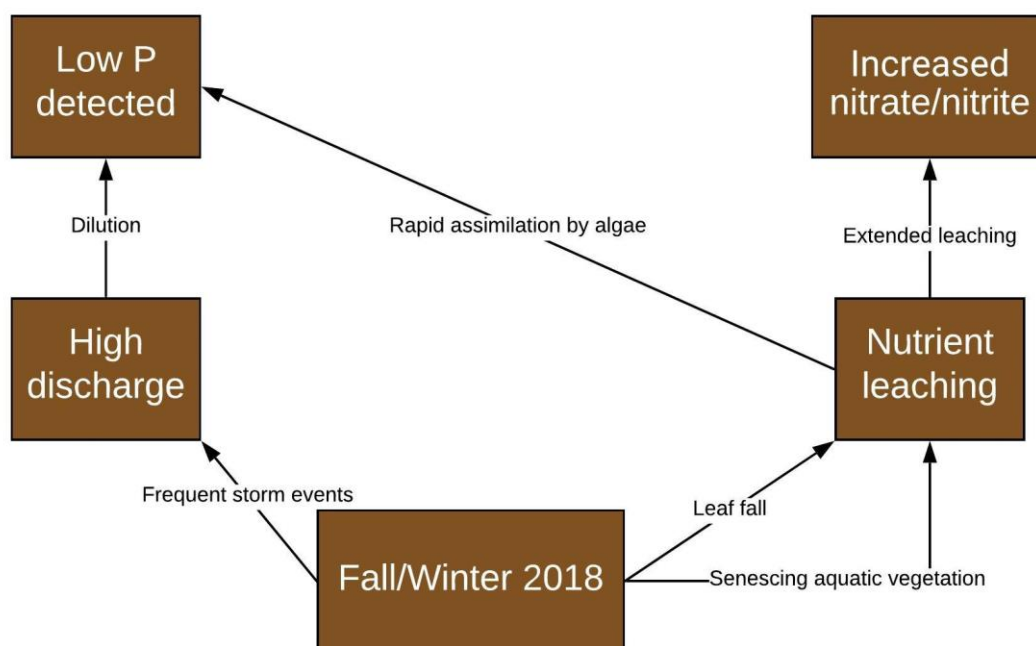 Low P
detected
Increased
nitrate/nitrite
Dilution
Rapid assimilation by algae
Extended leaching
High
discharge
Nutrient
leaching
Frequent storm events
Leaf fall
Fall/Winter 2018
Senescing aquatic vegetation